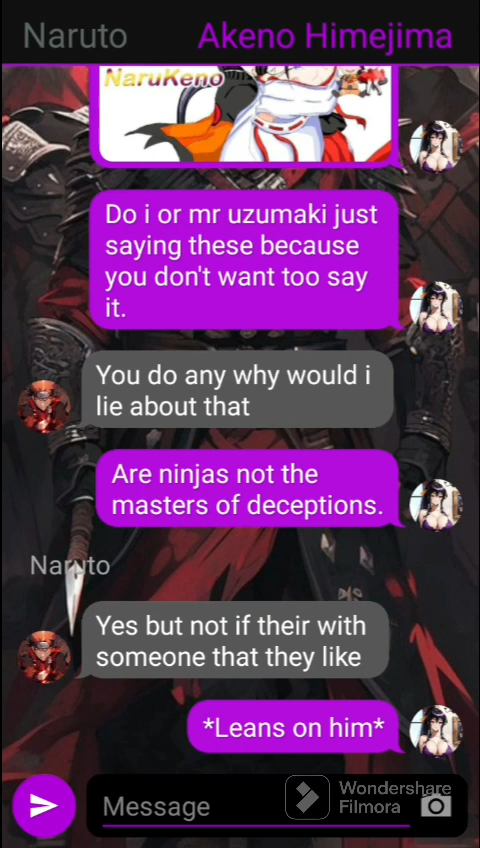 Naruto
Akeno Himejima
NaruKeno
Do i or mr uzumaki just
saying these because
you don't want too say
it.
You do any why would i
lie about that
Are ninjas not the
masters of deceptions.
Naruto
Yes but not if their with
someone that they like
*Leans on him*
Message
Wondershare
Filmora